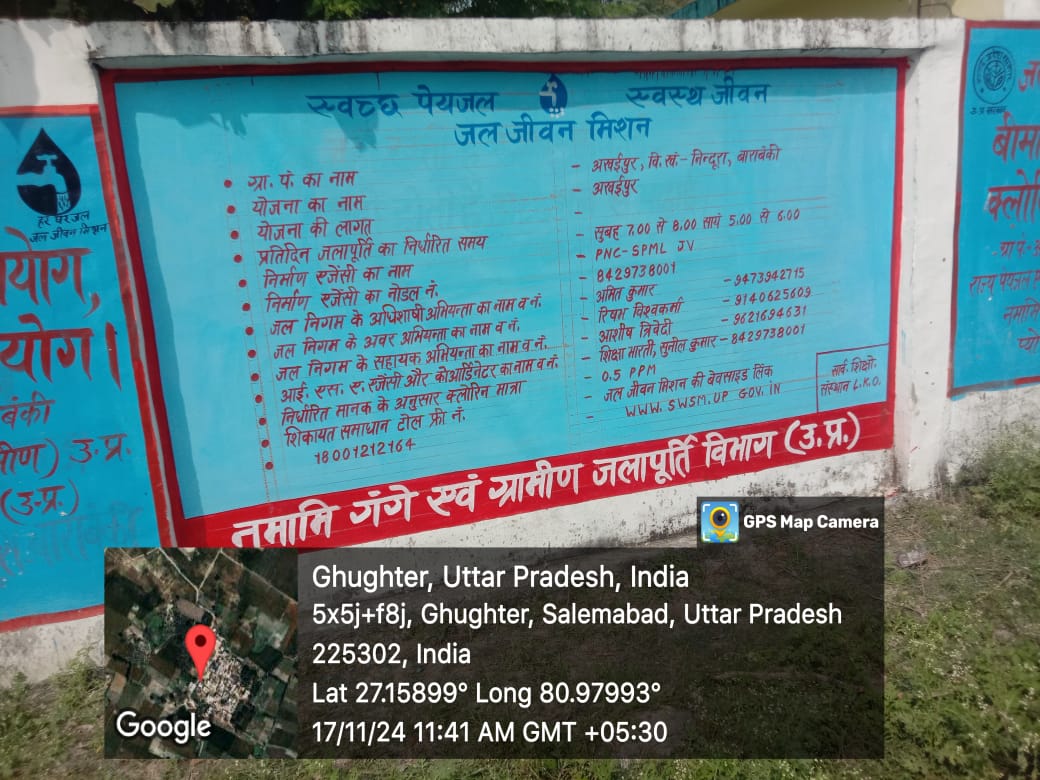 स्वच्छ पेयजल स्वस्थ जीवन
जल जीवन मिशन
• ग्रा. पं. का नाम - अखईपुर, वि. खं.- निन्दूरा, बाराबंकी
• योजना का नाम - अखईपुर
• योजना की लागत -
• प्रतिदिन जलापूर्ति का निर्धारित समय - सुबह 7.00 से 8.00 सायं 5.00 से 6.00
• निर्माण एजेंसी का नाम - PNC-SPML JV
• निर्माण एजेंसी का नोडल नं. - 8429738001
• जल निगम के अधिशाषी अभियन्ता का नाम व नं. - अमित कुमार - 9473942715
• जल निगम के अवर अभियन्ता का नाम व नं. - रिषभ विश्वकर्मा - 9140625609
• जल निगम के सहायक अभियन्ता का नाम व नं. - आशीष त्रिवेदी - 9621694631
• आई. एस. ए. एजेंसी और कोआर्डिनेटर का नाम व नं. - शिक्षा भारती, सुनील कुमार - 8429738001
• निर्धारित मानक के अनुसार क्लोरिन मात्रा - 0.5 PPM
• शिकायत समाधान टोल फ्री नं. - जल जीवन मिशन की बेवसाइड लिंक
• 18001212164 - WWW.SWSM.UP GOV.IN
सार्व. शिक्षो.
संस्थान L.K.O.
नमामि गंगे एवं ग्रामीण जलापूर्ति विभाग (उ.प्र.)
हर घर जल
जल जीवन मिशन
योग,
योग।
बंकी
उ.प्र.
(उ-प्र.)
उ.प्र. सरकार
बीमा
क्लो
GPS Map Camera
Ghughter, Uttar Pradesh, India
5x5j+f8j, Ghughter, Salemabad, Uttar Pradesh
225302, India
Lat 27.15899° Long 80.97993°
17/11/24 11:41 AM GMT +05:30
Google